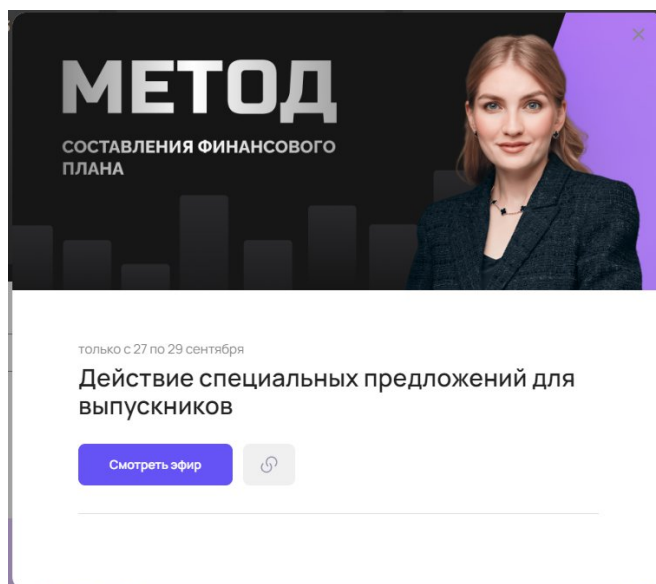 МЕТОД
СОСТАВЛЕНИЯ ФИНАНСОВОГО
ПЛАНА
только с 27 по 29 сентября
Действие специальных предложений для
выпускников
Смотреть эфир